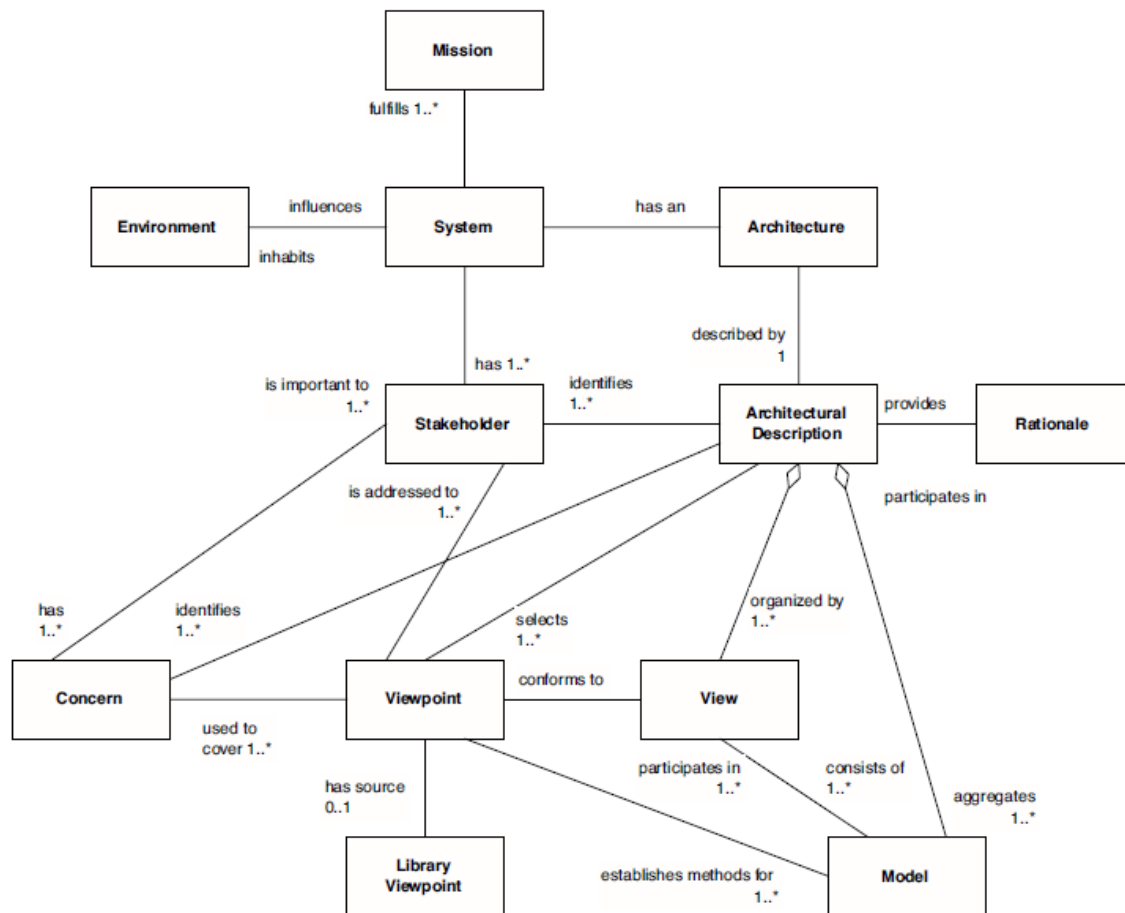 Mission
fulfills 1..*
Environment
influences
inhabits
System
has an
Architecture
described by
1
has 1..*
is important to
1..*
Stakeholder
identifies
1..*
Architectural
Description
provides
Rationale
is addressed to
1..*
participates in
has
1..*
identifies
1..*
selects
1..*
organized by
1..*
Concern
Viewpoint
conforms to
View
used to
cover 1..*
has source
0..1
participates in
1..*
consists of
1..*
aggregates
1..*
Library
Viewpoint
establishes methods for
1..*
Model